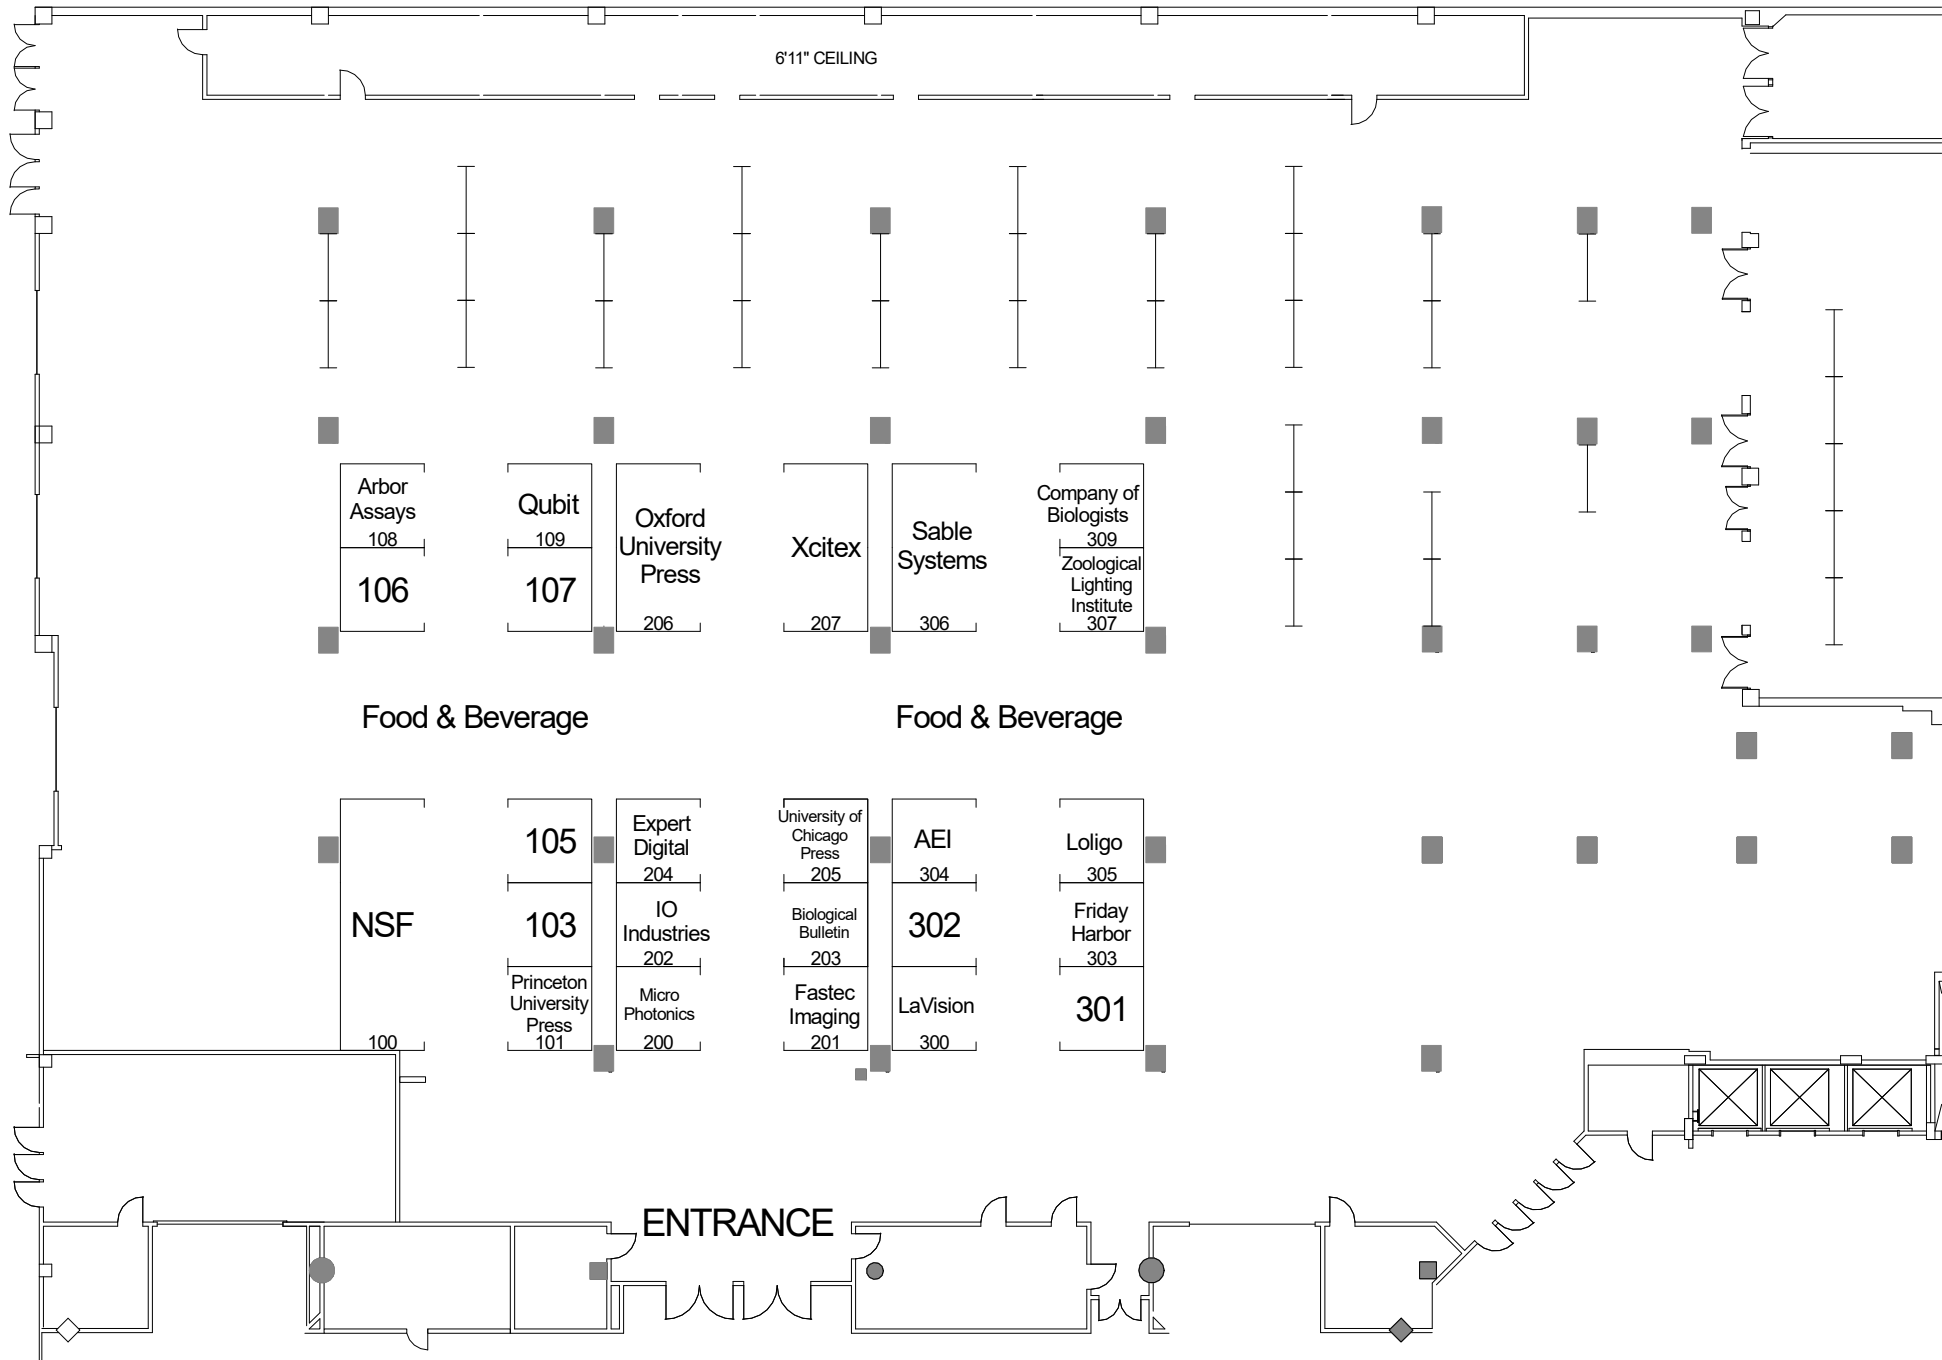 6'11" CEILING
Arbor
Assays
108
106
Qubit
109
107
Oxford
University
Press
206
Xcitex
207
Sable
Systems
306
Company of
Biologists
309
Zoological
Lighting
Institute
307
Food & Beverage
Food & Beverage
NSF
100
105
103
Princeton
University
Press
101
Expert
Digital
204
IO
Industries
202
Micro
Photonics
200
University of
Chicago
Press
205
Biological
Bulletin
203
Fastec
Imaging
201
AEI
304
302
LaVision
300
Loligo
305
Friday
Harbor
303
301
ENTRANCE